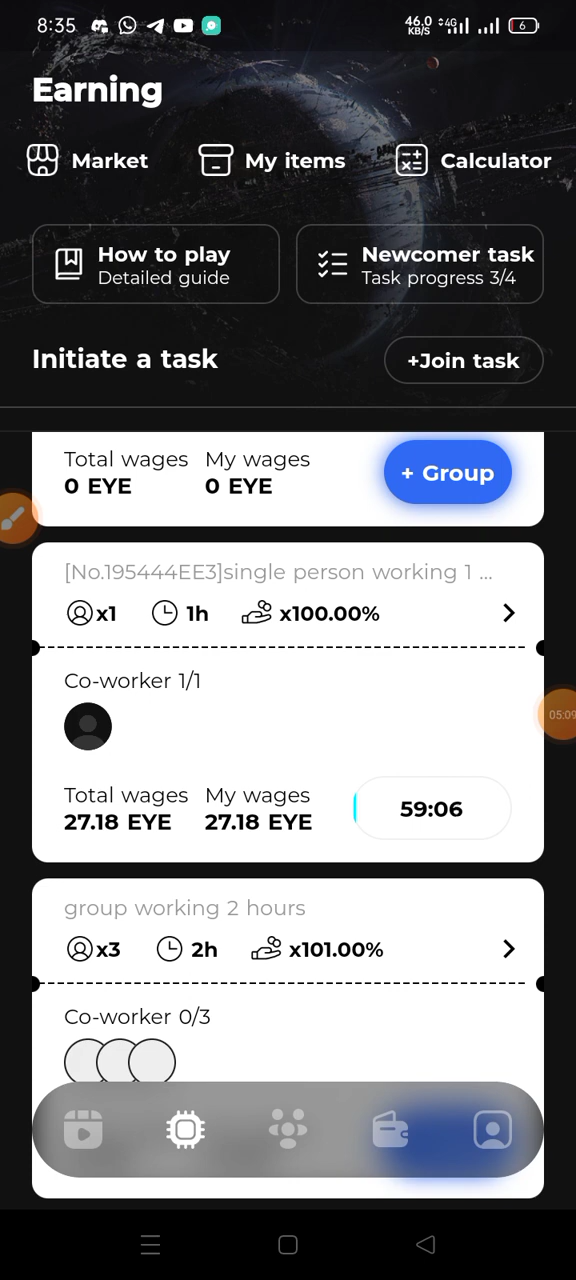 8:35
46.0 KB/S 4G 6
Earning
Market My items Calculator
How to play Newcomer task
Detailed guide Task progress 3/4
Initiate a task +Join task
Total wages My wages
0 EYE 0 EYE + Group
[No.195444EE3]single person working 1 ...
x1 1h x100.00%
05:09
Co-worker 1/1
Total wages My wages
27.18 EYE 27.18 EYE 59:06
group working 2 hours
x3 2h x101.00%
Co-worker 0/3